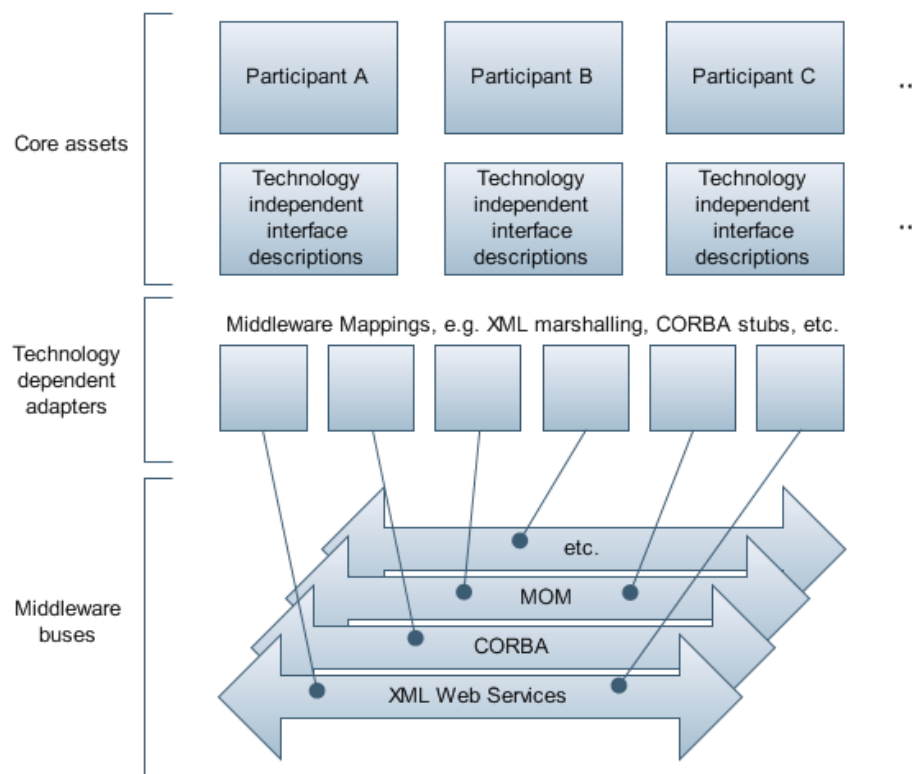 Participant A
Participant B
Participant C
..
Core assets
Technology
independent
interface
descriptions
Technology
independent
interface
descriptions
Technology
independent
interface
descriptions
..
Middleware Mappings, e.g. XML marshalling, CORBA stubs, etc.
Technology
dependent
adapters
etc.
MOM
Middleware
buses
CORBA
XML Web Services